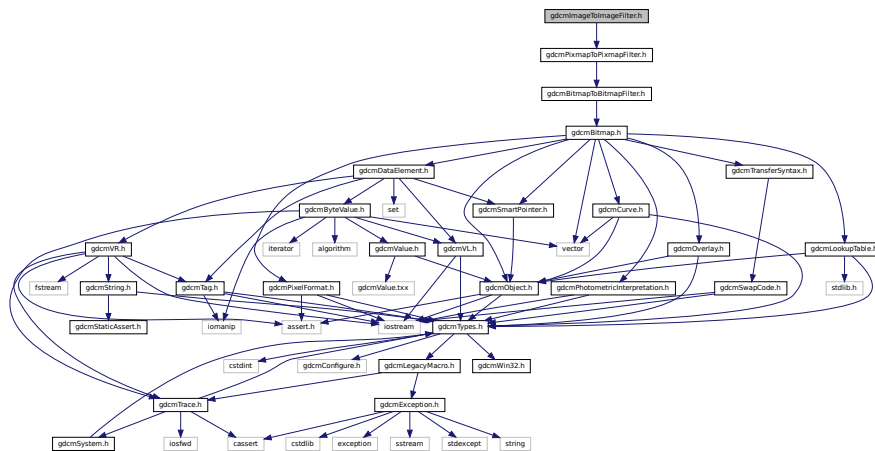 gdcmImageToImageFilter.h
gdcmPixmapToPixmapFilter.h
gdcmBitmapToBitmapFilter.h
gdcmBitmap.h
gdcmDataElement.h
gdcmTransferSyntax.h
gdcmByteValue.h
set
gdcmSmartPointer.h
gdcmCurve.h
gdcmVR.h
iterator
algorithm
gdcmValue.h
gdcmVL.h
vector
gdcmOverlay.h
gdcmLookupTable.h
fstream
gdcmString.h
gdcmTag.h
gdcmPixelFormat.h
gdcmValue.txx
gdcmObject.h
gdcmPhotometricInterpretation.h
gdcmSwapCode.h
stdlib.h
gdcmStaticAssert.h
iomanip
assert.h
iostream
gdcmTypes.h
cstdint
gdcmConfigure.h
gdcmLegacyMacro.h
gdcmWin32.h
gdcmTrace.h
gdcmException.h
gdcmSystem.h
iosfwd
cassert
cstdlib
exception
sstream
stdexcept
string